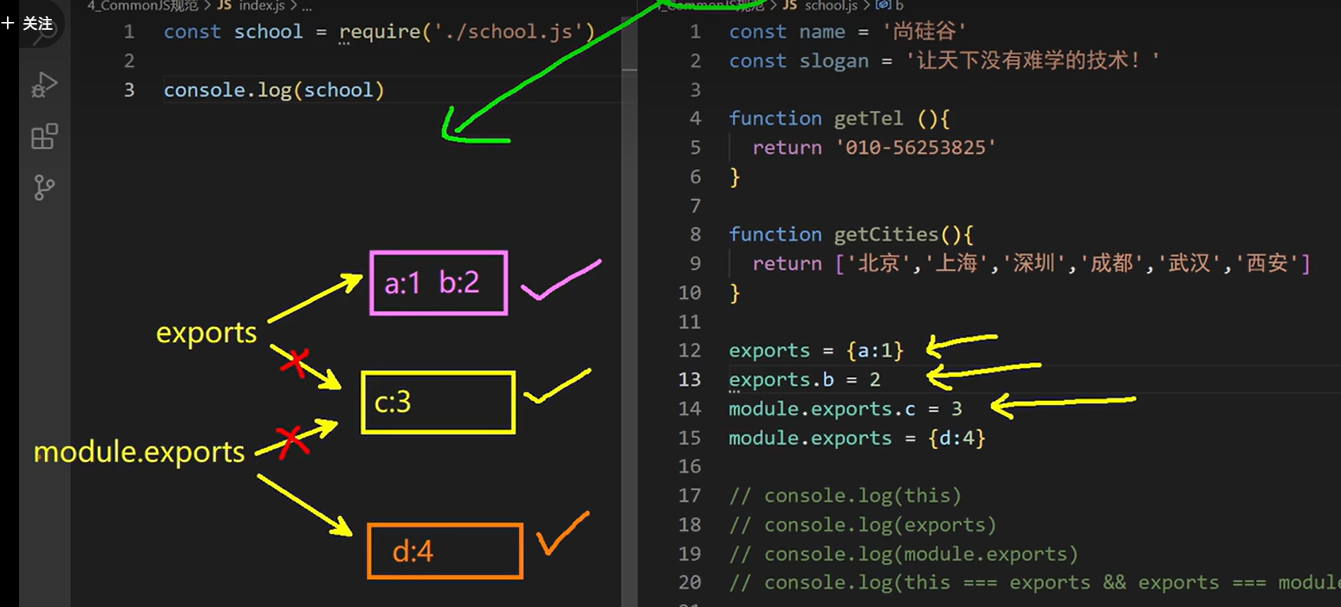 + 关注
4_CommonJS规范 > JS index.js > ...
1 const school = require('./school.js')
2
3 console.log(school)
exports
a:1 b:2
c:3
module.exports
d:4
_CommonJS规范 > JS school.js > b
1 const name = '尚硅谷'
2 const slogan = '让天下没有难学的技术！'
3
4 function getTel (){
5 return '010-56253825'
6 }
7
8 function getCities(){
9 return ['北京','上海','深圳','成都','武汉','西安']
10 }
11
12 exports = {a:1}
13 exports.b = 2
14 module.exports.c = 3
15 module.exports = {d:4}
16
17 // console.log(this)
18 // console.log(exports)
19 // console.log(module.exports)
20 // console.log(this === exports && exports === module